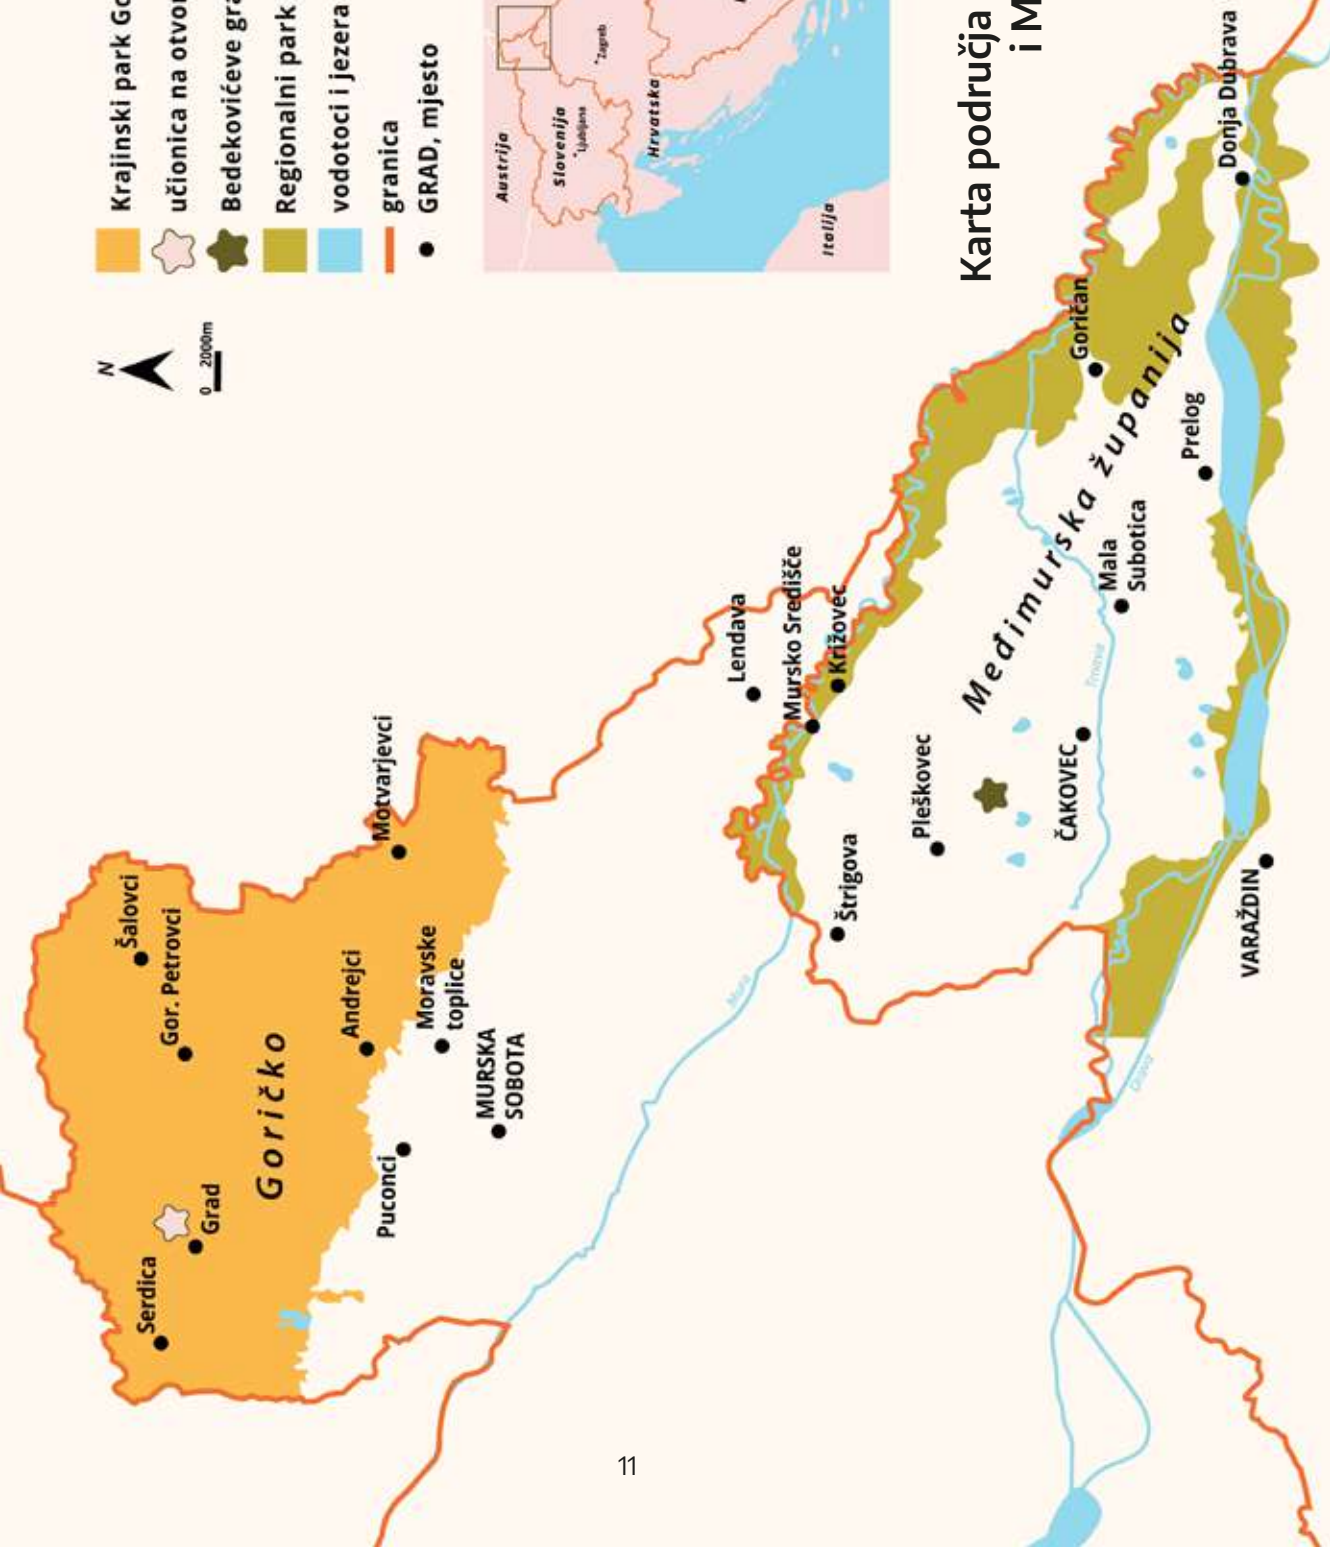 Krajinski park Go
učionica na otvor
Bedekovićeve gra
Regionalni park
vodotoci i jezera
granica
GRAD, mjesto
N
0 2000m
Austrija
Slovenija
Ljubljana
Zagreb
Hrvatska
Italija
Karta područja
i M
Serdica
Grad
Gor. Petrovci
Šalovci
Goričko
Andrejci
Motvarjevci
Puconci
Moravske
toplice
MURSKA
SOBOTA
Lendava
Mursko Središče
Križovec
Mura
Štrigova
Pleškovec
Međimurska županija
Goričan
ČAKOVEC
Trnava
Mala
Subotica
Prelog
Donja Dubrava
Drava
VARAŽDIN
11